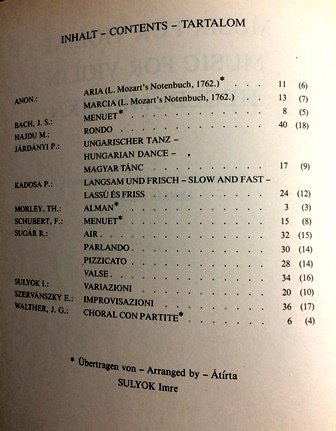 INHALT – CONTENTS – TARTALOM
ANON.: ARIA (L. Mozart's Notenbuch, 1762.)* 11 (6)
MARCIA (L. Mozart's Notenbuch, 1762.) 13 (7)
BACH, J. S.: MENUET* . . . . . . . . 8 (5)
HAJDU M.: RONDO . . . . . . . . 40 (18)
JÁRDÁNYI P.: UNGARISCHER TANZ –
HUNGARIAN DANCE –
MAGYAR TÁNC . . . . . . . . 17 (9)
KADOSA P.: LANGSAM UND FRISCH – SLOW AND FAST –
LASSÚ ÉS FRISS . . . . . . . . 24 (12)
MORLEY, TH.: ALMAN* . . . . . . . . 3 (3)
SCHUBERT, F.: MENUET* . . . . . . . . 15 (8)
SUGÁR R.: AIR . . . . . . . . 32 (15)
PARLANDO . . . . . . . . 30 (14)
PIZZICATO . . . . . . . . 28 (14)
VALSE . . . . . . . . 34 (16)
SULYOK I.: VARIAZIONI . . . . . . . . 20 (10)
SZERVÁNSZKY E.: IMPROVISAZIONI . . . . . . . . 36 (17)
WALTHER, J. G.: CHORAL CON PARTITE* . . . . . . . . 6 (4)
* Übertragen von – Arranged by – Átírta
SULYOK Imre